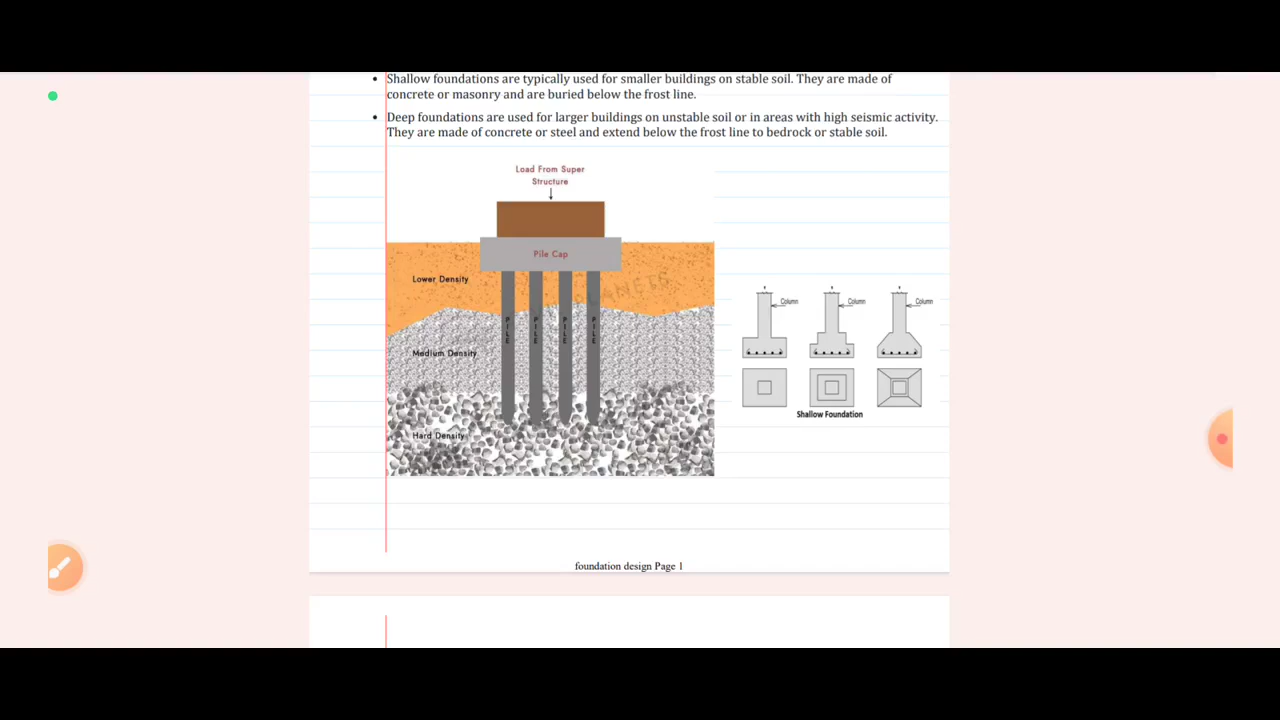 • Shallow foundations are typically used for smaller buildings on stable soil. They are made of
concrete or masonry and are buried below the frost line.
• Deep foundations are used for larger buildings on unstable soil or in areas with high seismic activity.
They are made of concrete or steel and extend below the frost line to bedrock or stable soil.
Load From Super
Structure
Pile Cap
Lower Density
PILE PILE PILE PILE
Medium Density
Hard Density
Column Column Column
Shallow Foundation
foundation design Page 1